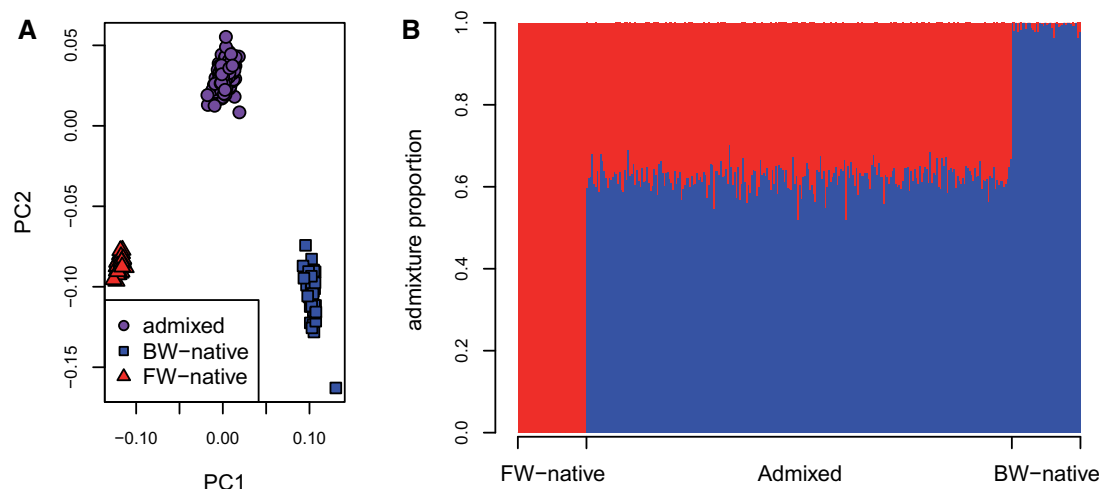 A
0.05
0.00
−0.05
−0.10
−0.15
PC2
admixed
BW−native
FW−native
−0.10
0.00
0.10
PC1
B
1.0
0.8
0.6
0.4
0.2
0.0
admixture proportion
FW−native
Admixed
BW−native